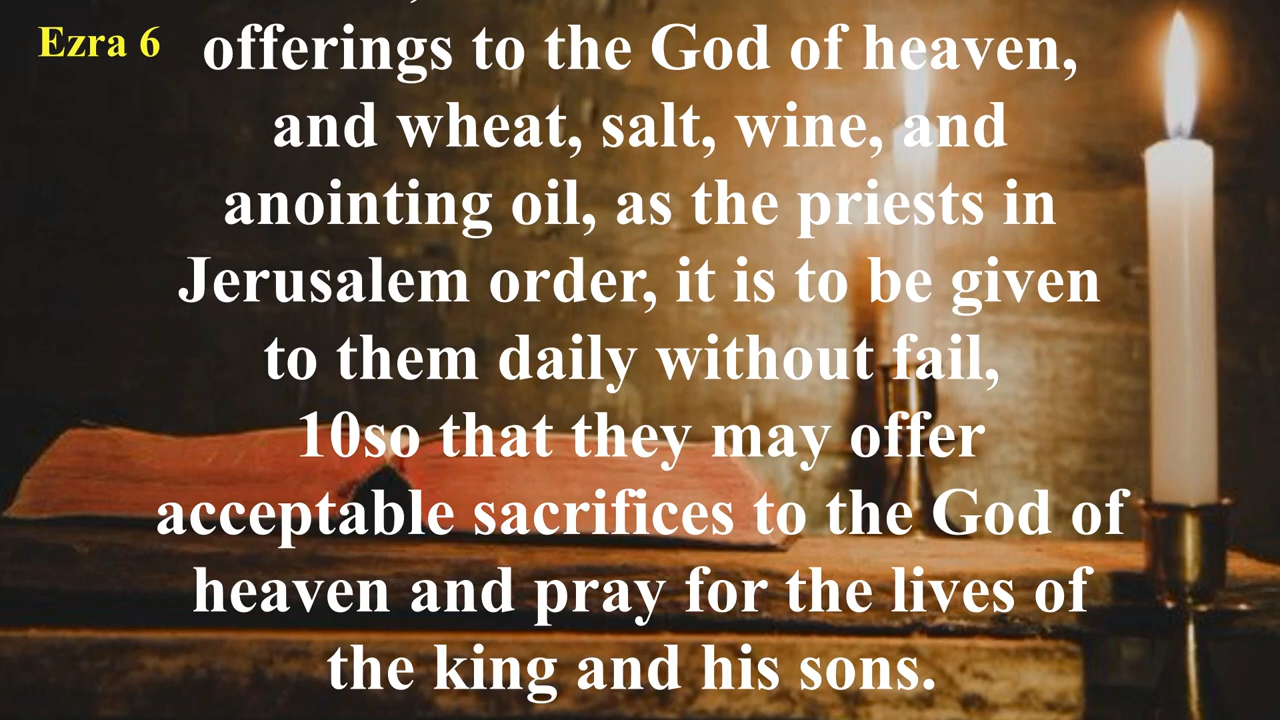 Ezra 6
offerings to the God of heaven,
and wheat, salt, wine, and
anointing oil, as the priests in
Jerusalem order, it is to be given
to them daily without fail,
10so that they may offer
acceptable sacrifices to the God of
heaven and pray for the lives of
the king and his sons.